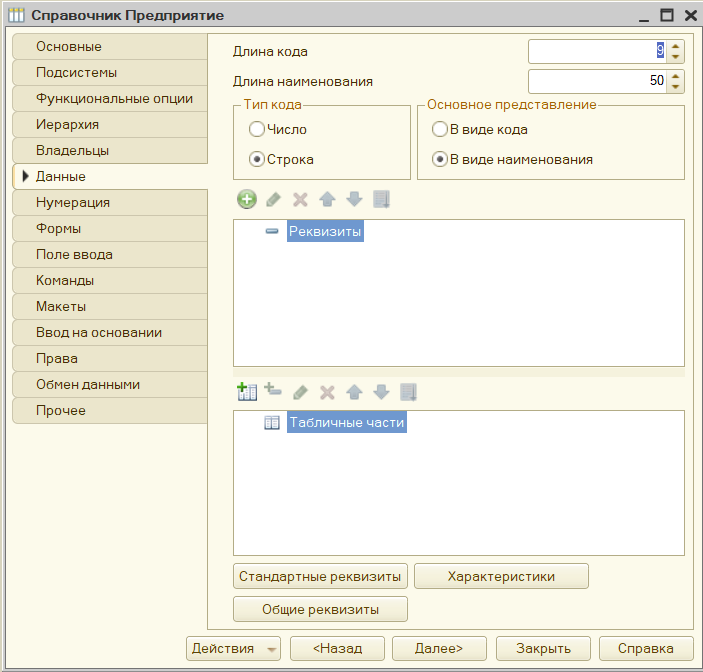 Справочник Предприятие
Основные
Подсистемы
Функциональные опции
Иерархия
Владельцы
Данные
Нумерация
Формы
Поле ввода
Команды
Макеты
Ввод на основании
Права
Обмен данными
Прочее
Длина кода 9
Длина наименования 50
Тип кода
Число
Строка
Основное представление
В виде кода
В виде наименования
Реквизиты
Табличные части
Стандартные реквизиты Характеристики
Общие реквизиты
Действия <Назад Далее> Закрыть Справка